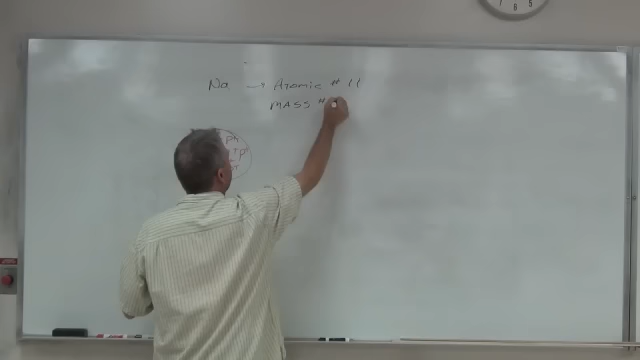 Na → Atomic # 11
MASS #